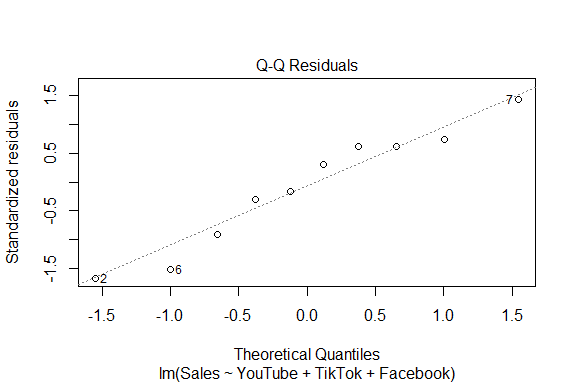 Q-Q Residuals
Standardized residuals
1.5
0.5
-0.5
-1.5
7
6
2
-1.5 -1.0 -0.5 0.0 0.5 1.0 1.5
Theoretical Quantiles
lm(Sales ~ YouTube + TikTok + Facebook)